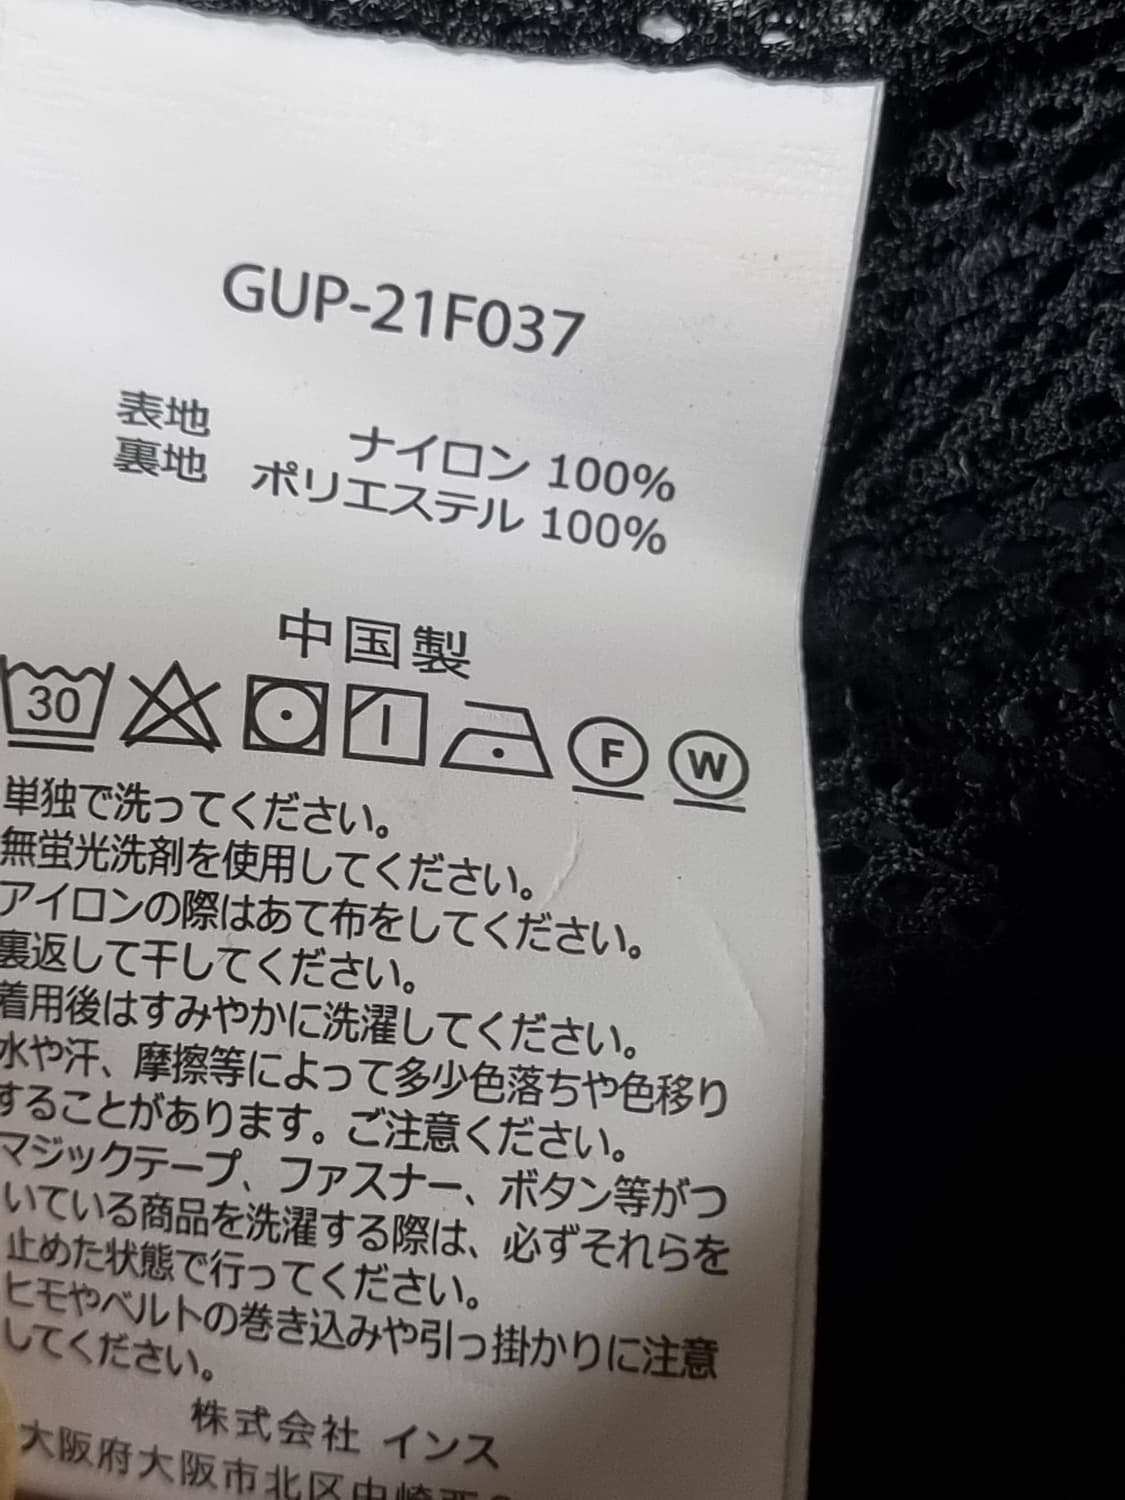 GUP-21F037
表地 ナイロン 100%
裏地 ポリエステル 100%
中国製
30 F W
単独で洗ってください。
無蛍光洗剤を使用してください。
アイロンの際はあて布をしてください。
裏返して干してください。
着用後はすみやかに洗濯してください。
水や汗、摩擦等によって多少色落ちや色移り
することがあります。ご注意ください。
マジックテープ、ファスナー、ボタン等がつ
いている商品を洗濯する際は、必ずそれらを
止めた状態で行ってください。
ヒモやベルトの巻き込みや引っ掛かりに注意
してください。
株式会社 インス
大阪府大阪市北区中崎西